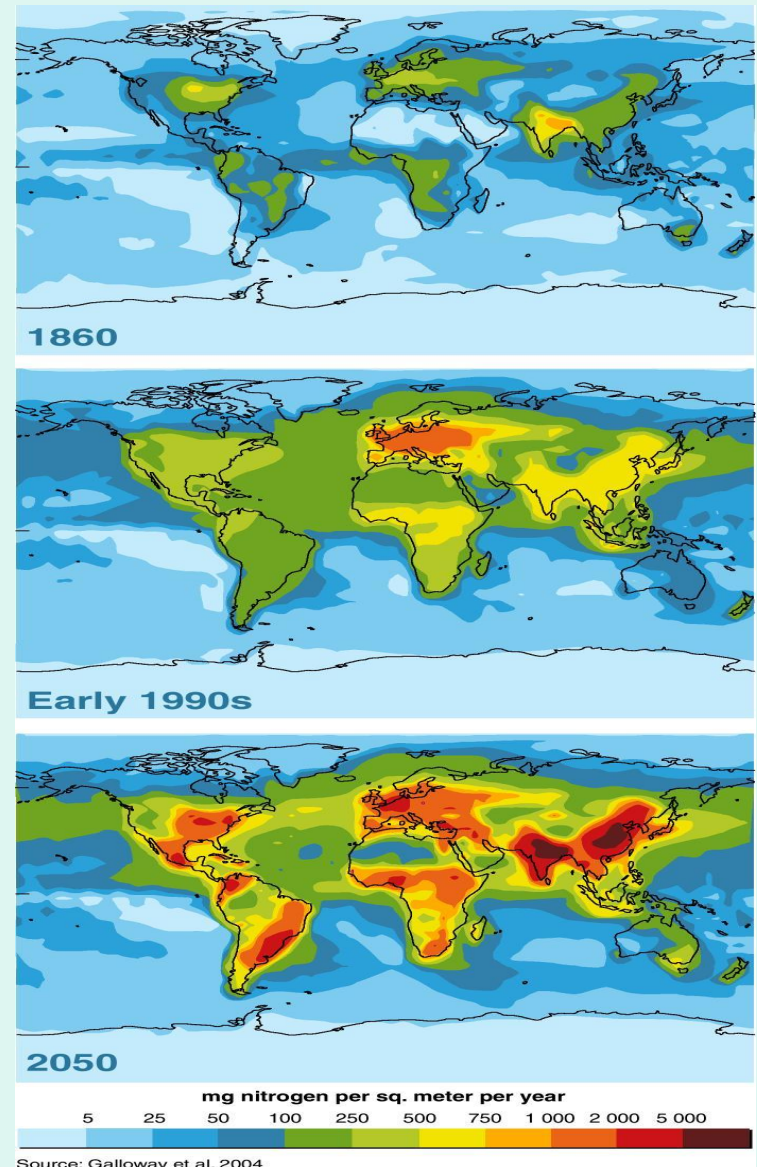 1860
Early 1990s
2050
mg nitrogen per sq. meter per year
5 25 50 100 250 500 750 1 000 2 000 5 000
Source: Galloway et al. 2004